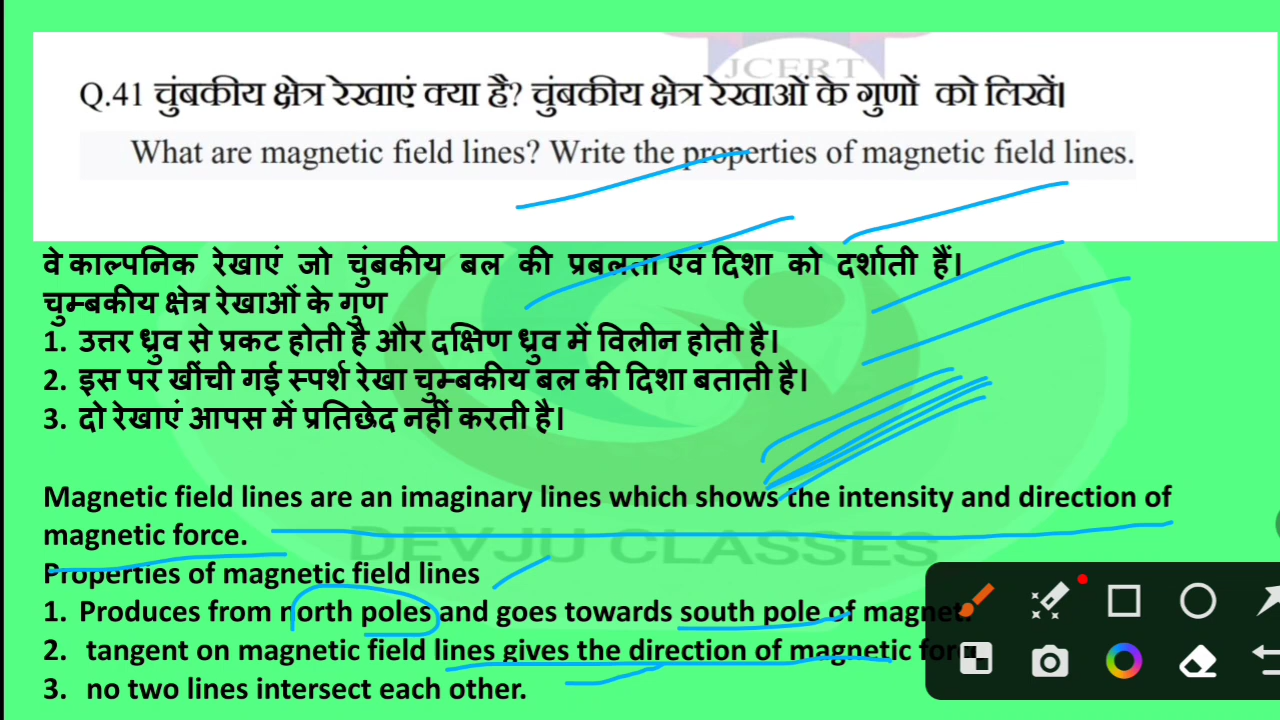 JCERT
Q.41 चुंबकीय क्षेत्र रेखाएं क्या है? चुंबकीय क्षेत्र रेखाओं के गुणों को लिखें।
What are magnetic field lines? Write the properties of magnetic field lines.
वे काल्पनिक रेखाएं जो चुंबकीय बल की प्रबलता एवं दिशा को दर्शाती हैं।
चुम्बकीय क्षेत्र रेखाओं के गुण
1. उत्तर ध्रुव से प्रकट होती है और दक्षिण ध्रुव में विलीन होती है।
2. इस पर खींची गई स्पर्श रेखा चुम्बकीय बल की दिशा बताती है।
3. दो रेखाएं आपस में प्रतिछेद नहीं करती है।
Magnetic field lines are an imaginary lines which shows the intensity and direction of
magnetic force.
DEVJU CLASSES
Properties of magnetic field lines
1. Produces from north poles and goes towards south pole of magnet.
2. tangent on magnetic field lines gives the direction of magnetic
3. no two lines intersect each other.